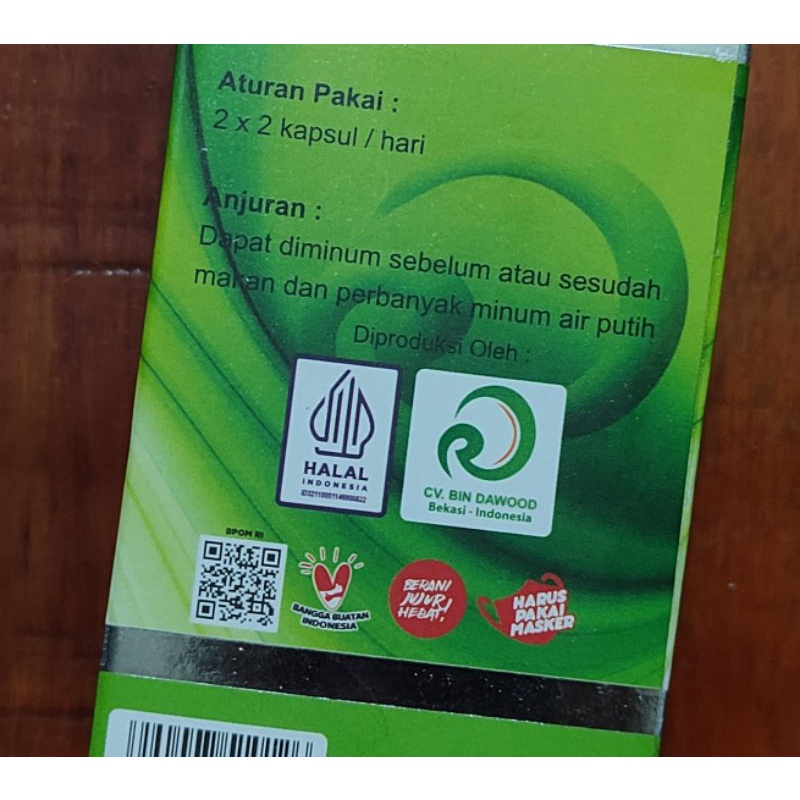 Aturan Pakai :
2 x 2 kapsul / hari
Anjuran :
Dapat diminum sebelum atau sesudah
makan dan perbanyak minum air putih
Diproduksi Oleh :
HALAL
INDONESIA
CV. BIN DAWOOD
Bekasi - Indonesia
BPOM RI
BANGGA BUATAN
INDONESIA
BERANI
JUJUR
HEBAT!
HARUS
PAKAI
MASKER